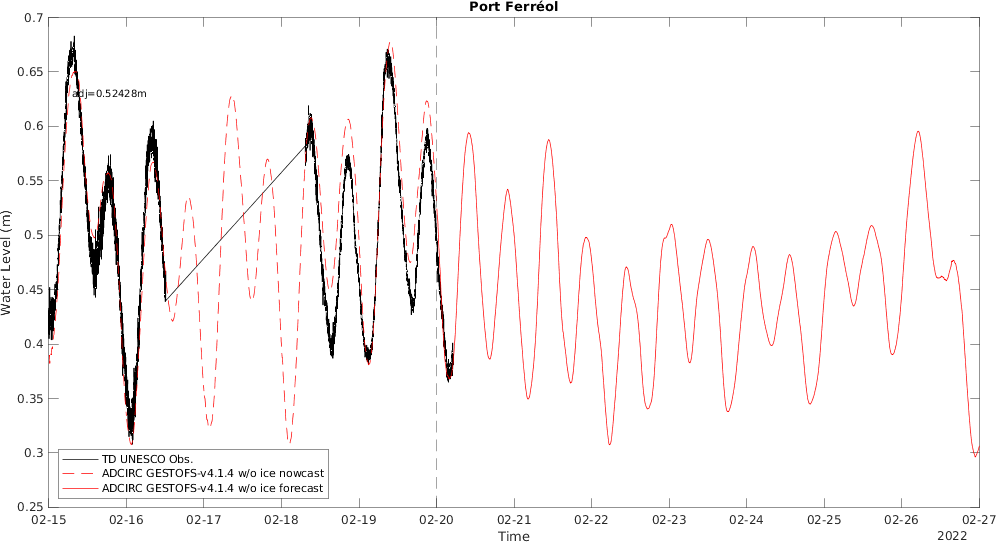 Port Ferréol
0.7
0.65
adj=0.52428m
0.6
0.55
0.5
0.45
0.4
0.35
0.3
0.25
Water Level (m)
TD UNESCO Obs.
ADCIRC GESTOFS-v4.1.4 w/o ice nowcast
ADCIRC GESTOFS-v4.1.4 w/o ice forecast
02-15 02-16 02-17 02-18 02-19 02-20 02-21 02-22 02-23 02-24 02-25 02-26 02-27
Time
2022